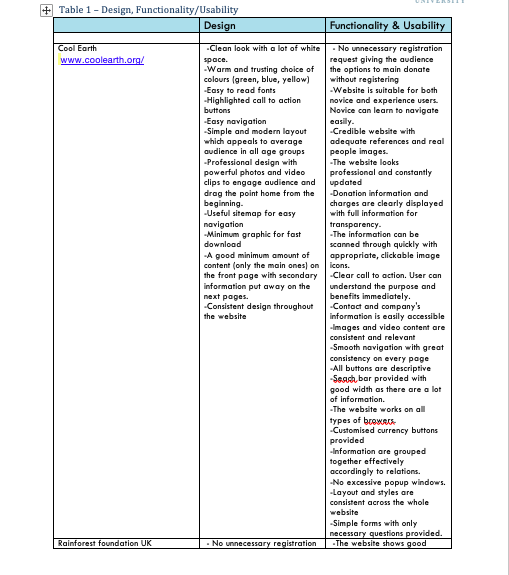 UNIVERSITY
Table 1 – Design, Functionality/Usability
Design
Functionality & Usability
Cool Earth
www.coolearth.org/
-Clean look with a lot of white
space.
-Warm and trusting choice of
colours (green, blue, yellow)
-Easy to read fonts
-Highlighted call to action
buttons
-Easy navigation
-Simple and modern layout
which appeals to average
audience in all age groups
-Professional design with
powerful photos and video
clips to engage audience and
drag the point home from the
beginning.
-Useful sitemap for easy
navigation
-Minimum graphic for fast
download
-A good minimum amount of
content (only the main ones) on
the front page with secondary
information put away on the
next pages.
-Consistent design throughout
the website
- No unnecessary registration
request giving the audience
the options to main donate
without registering
-Website is suitable for both
novice and experience users.
Novice can learn to navigate
easily.
-Credible website with
adequate references and real
people images.
-The website looks
professional and constantly
updated
-Donation information and
charges are clearly displayed
with full information for
transparency.
-The information can be
scanned through quickly with
appropriate, clickable image
icons.
-Clear call to action. User can
understand the purpose and
benefits immediately.
-Contact and company's
information is easily accessible
-Images and video content are
consistent and relevant
-Smooth navigation with great
consistency on every page
-All buttons are descriptive
-Seach bar provided with
good width as there are a lot
of information.
-The website works on all
types of browers.
-Customised currency buttons
provided
-Information are grouped
together effectively
accordingly to relations.
-No excessive popup windows.
-Layout and styles are
consistent across the whole
website
-Simple forms with only
necessary questions provided.
Rainforest foundation UK
- No unnecessary registration
-The website shows good